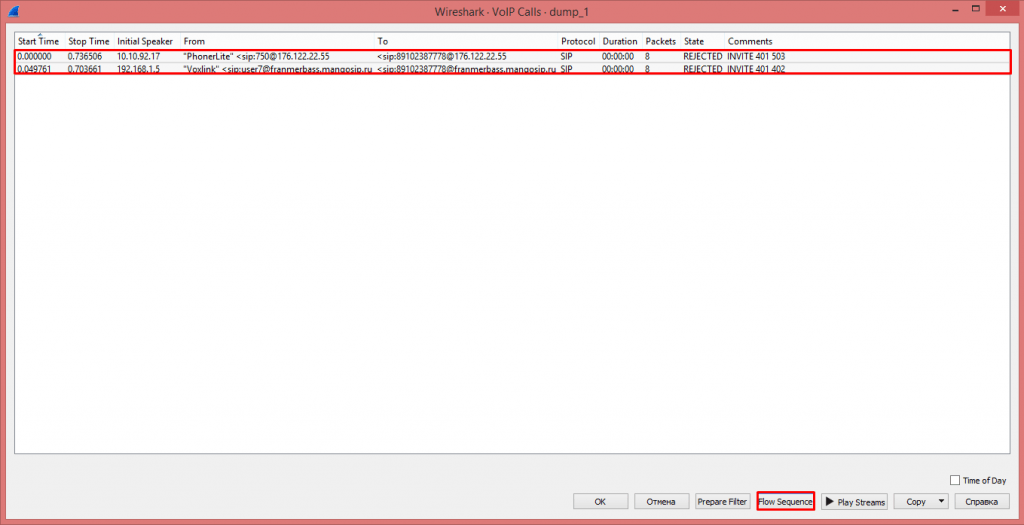 Wireshark · VoIP Calls · dump_1
Start Time Stop Time Initial Speaker From To Protocol Duration Packets State Comments
0.000000 0.736506 10.10.92.17 "PhonerLite" <sip:750@176.122.22.55 <sip:89102387778@176.122.22.55 SIP 00:00:00 8 REJECTED INVITE 401 503
0.049761 0.703661 192.168.1.5 "Voxlink" <sip:user7@franmerbass.mangosip.ru <sip:89102387778@franmerbass.mangosip.ru SIP 00:00:00 8 REJECTED INVITE 401 402
Time of Day
OK Отмена Prepare Filter Flow Sequence Play Streams Copy Справка